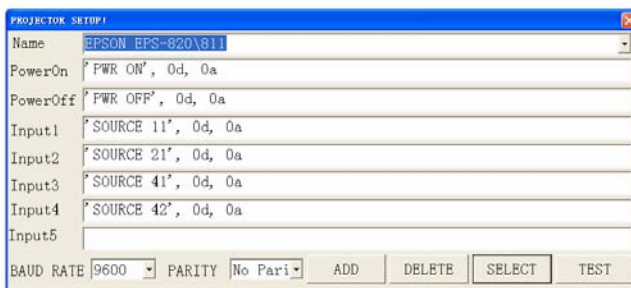 PROJECTOR SETUP!
Name EPSON EPS-820\811
PowerOn 'PWR ON', 0d, 0a
PowerOff 'PWR OFF', 0d, 0a
Input1 'SOURCE 11', 0d, 0a
Input2 'SOURCE 21', 0d, 0a
Input3 'SOURCE 41', 0d, 0a
Input4 'SOURCE 42', 0d, 0a
Input5
BAUD RATE 9600 PARITY No Pari ADD DELETE SELECT TEST